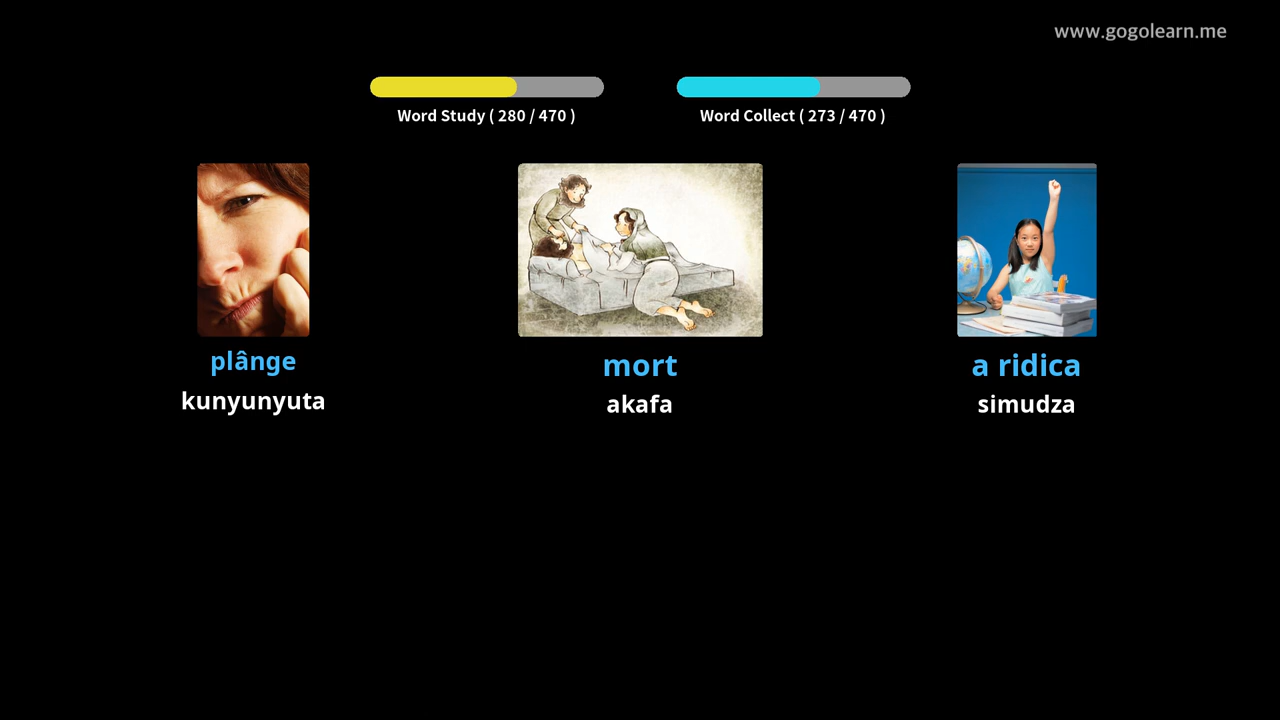 www.gogolearn.me
Word Study ( 280 / 470 )
Word Collect ( 273 / 470 )
plânge
kunyunyuta
mort
akafa
a ridica
simudza